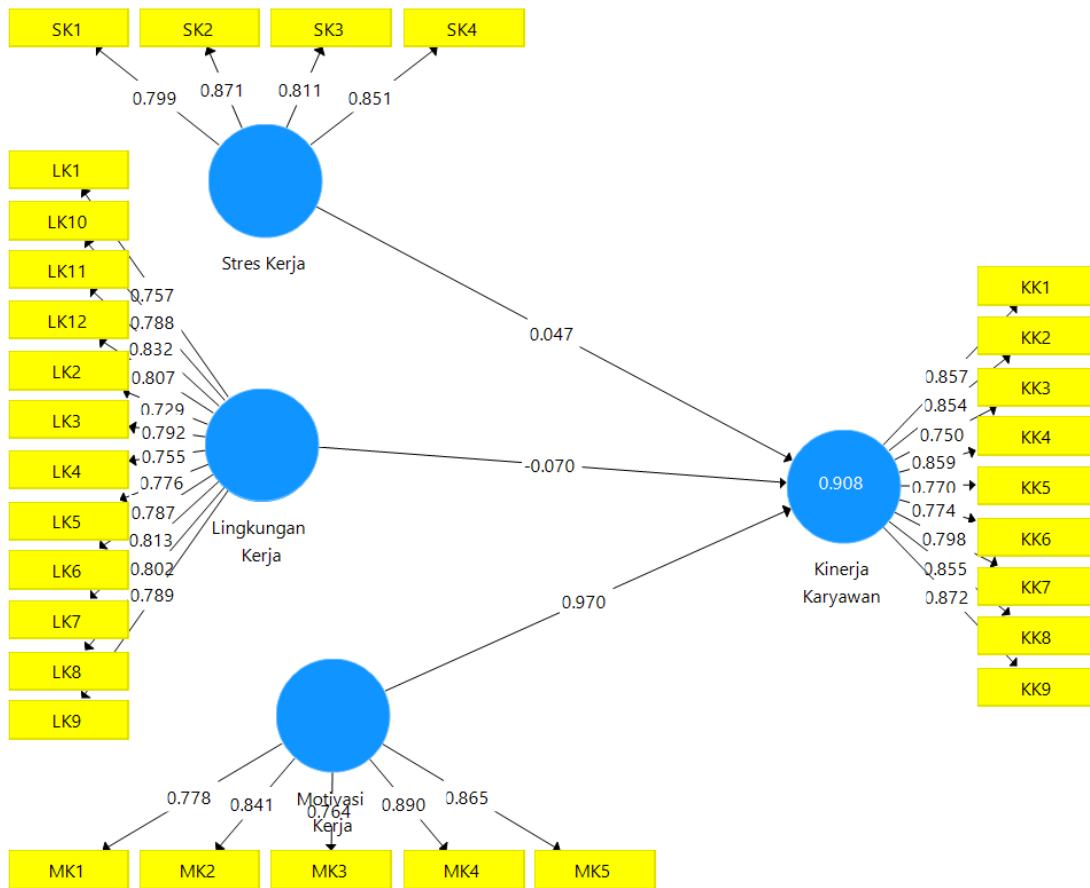 SK1 SK2 SK3 SK4
0.799 0.871 0.811 0.851
Stres Kerja
LK1
LK10
LK11
LK12
LK2
LK3
LK4
LK5
LK6
LK7
LK8
LK9
0.757
0.788
0.832
0.807
0.729
0.792
0.755
0.776
0.787
0.813
0.802
0.789
Lingkungan
Kerja
0.047
-0.070
0.970
0.908
Kinerja
Karyawan
0.857
0.854
0.750
0.859
0.770
0.774
0.798
0.855
0.872
KK1
KK2
KK3
KK4
KK5
KK6
KK7
KK8
KK9
Motivasi
Kerja
0.778 0.841 0.764 0.890 0.865
MK1 MK2 MK3 MK4 MK5